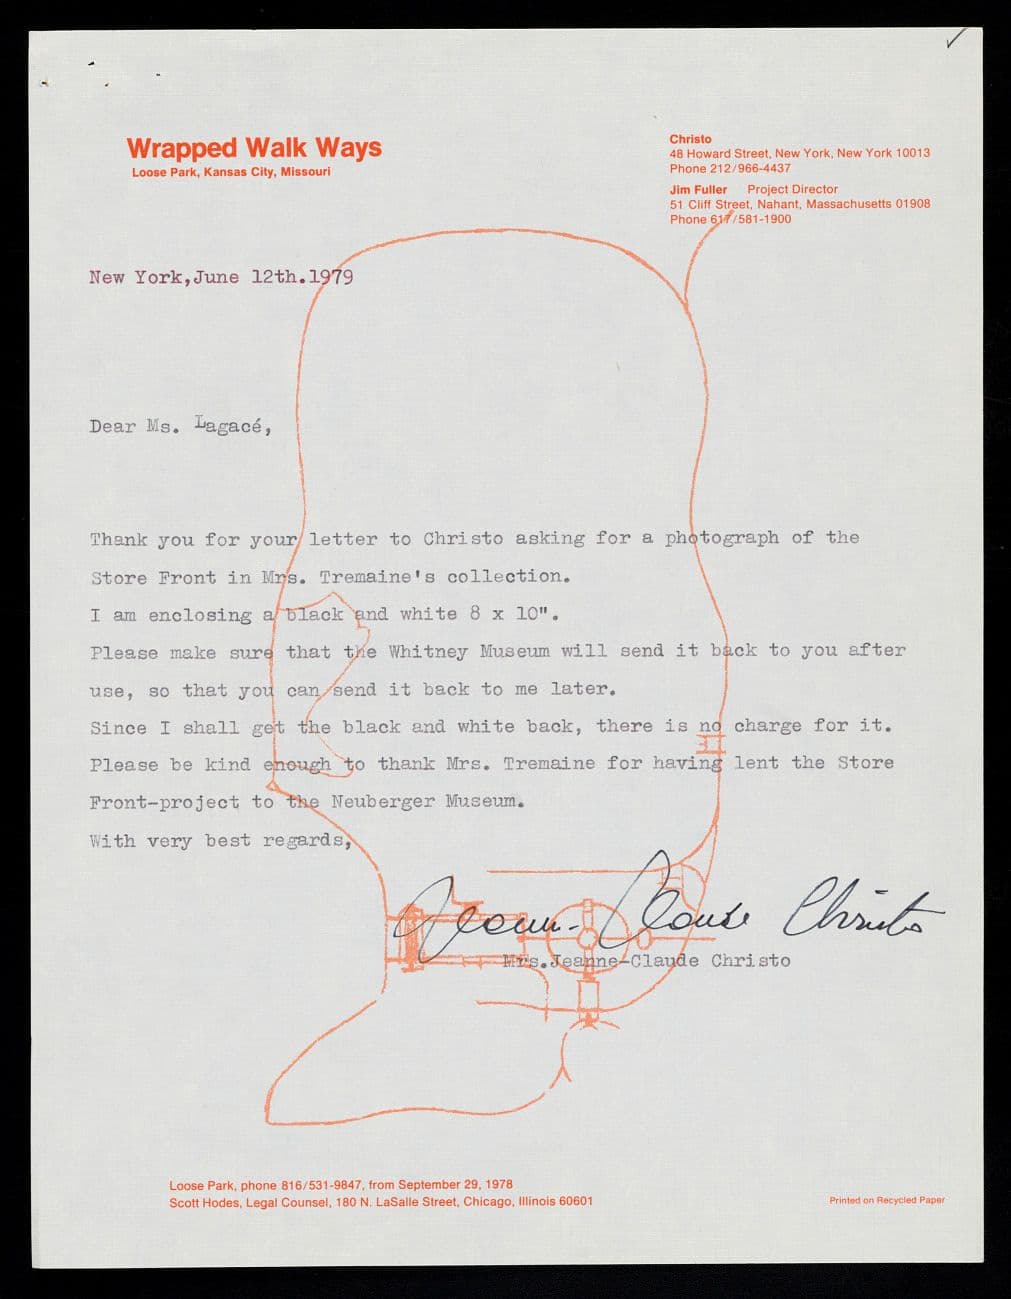 Wrapped Walk Ways
Loose Park, Kansas City, Missouri
Christo
48 Howard Street, New York, New York 10013
Phone 212/966-4437
Jim Fuller Project Director
51 Cliff Street, Nahant, Massachusetts 01908
Phone 617/581-1900
New York,June 12th.1979
Dear Ms. Lagacé,
Thank you for your letter to Christo asking for a photograph of the
Store Front in Mrs. Tremaine's collection.
I am enclosing a black and white 8 x 10".
Please make sure that the Whitney Museum will send it back to you after
use, so that you can send it back to me later.
Since I shall get the black and white back, there is no charge for it.
Please be kind enough to thank Mrs. Tremaine for having lent the Store
Front-project to the Neuberger Museum.
With very best regards,
Jeanne-Claude Christo
Mrs.Jeanne-Claude Christo
Loose Park, phone 816/531-9847, from September 29, 1978
Scott Hodes, Legal Counsel, 180 N. LaSalle Street, Chicago, Illinois 60601
Printed on Recycled Paper